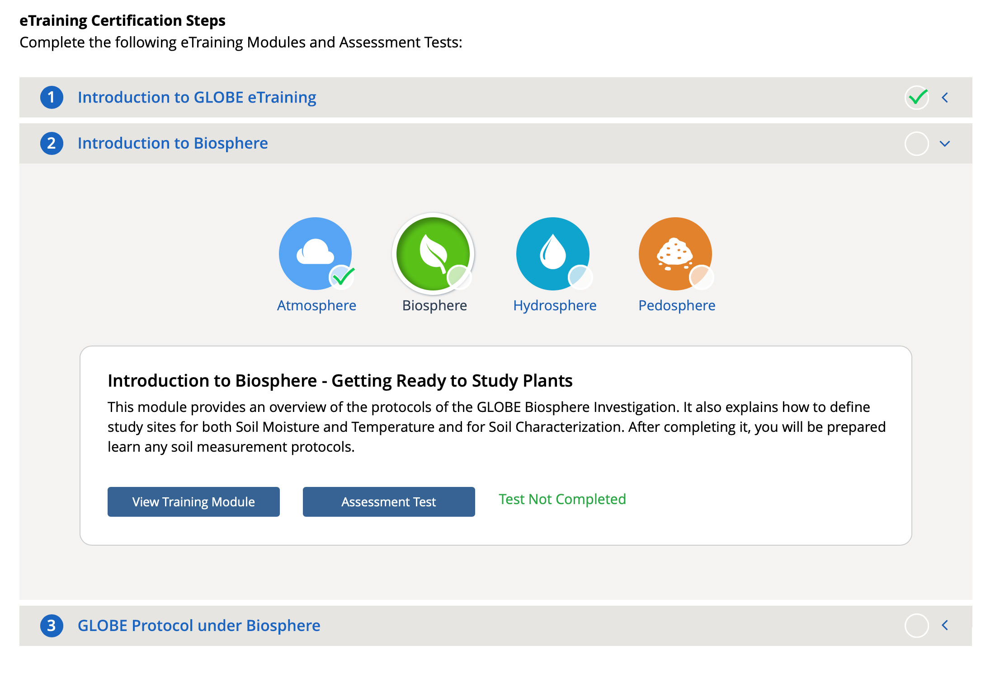 eTraining Certification Steps
Complete the following eTraining Modules and Assessment Tests:
1 Introduction to GLOBE eTraining
2 Introduction to Biosphere
Atmosphere Biosphere Hydrosphere Pedosphere
Introduction to Biosphere - Getting Ready to Study Plants
This module provides an overview of the protocols of the GLOBE Biosphere Investigation. It also explains how to define
study sites for both Soil Moisture and Temperature and for Soil Characterization. After completing it, you will be prepared
learn any soil measurement protocols.
View Training Module Assessment Test Test Not Completed
3 GLOBE Protocol under Biosphere